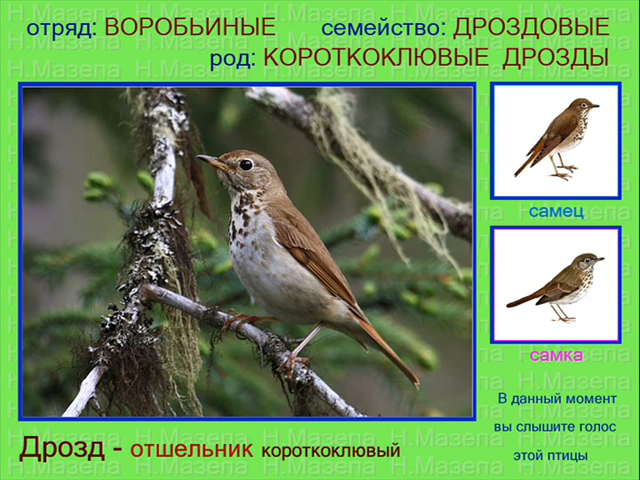 отряд: ВОРОБЬИНЫЕ семейство: ДРОЗДОВЫЕ
род: КОРОТКОКЛЮВЫЕ ДРОЗДЫ
самец
самка
В данный момент
вы слышите голос
этой птицы
Дрозд - отшельник короткоклювый
Н.Мазепа